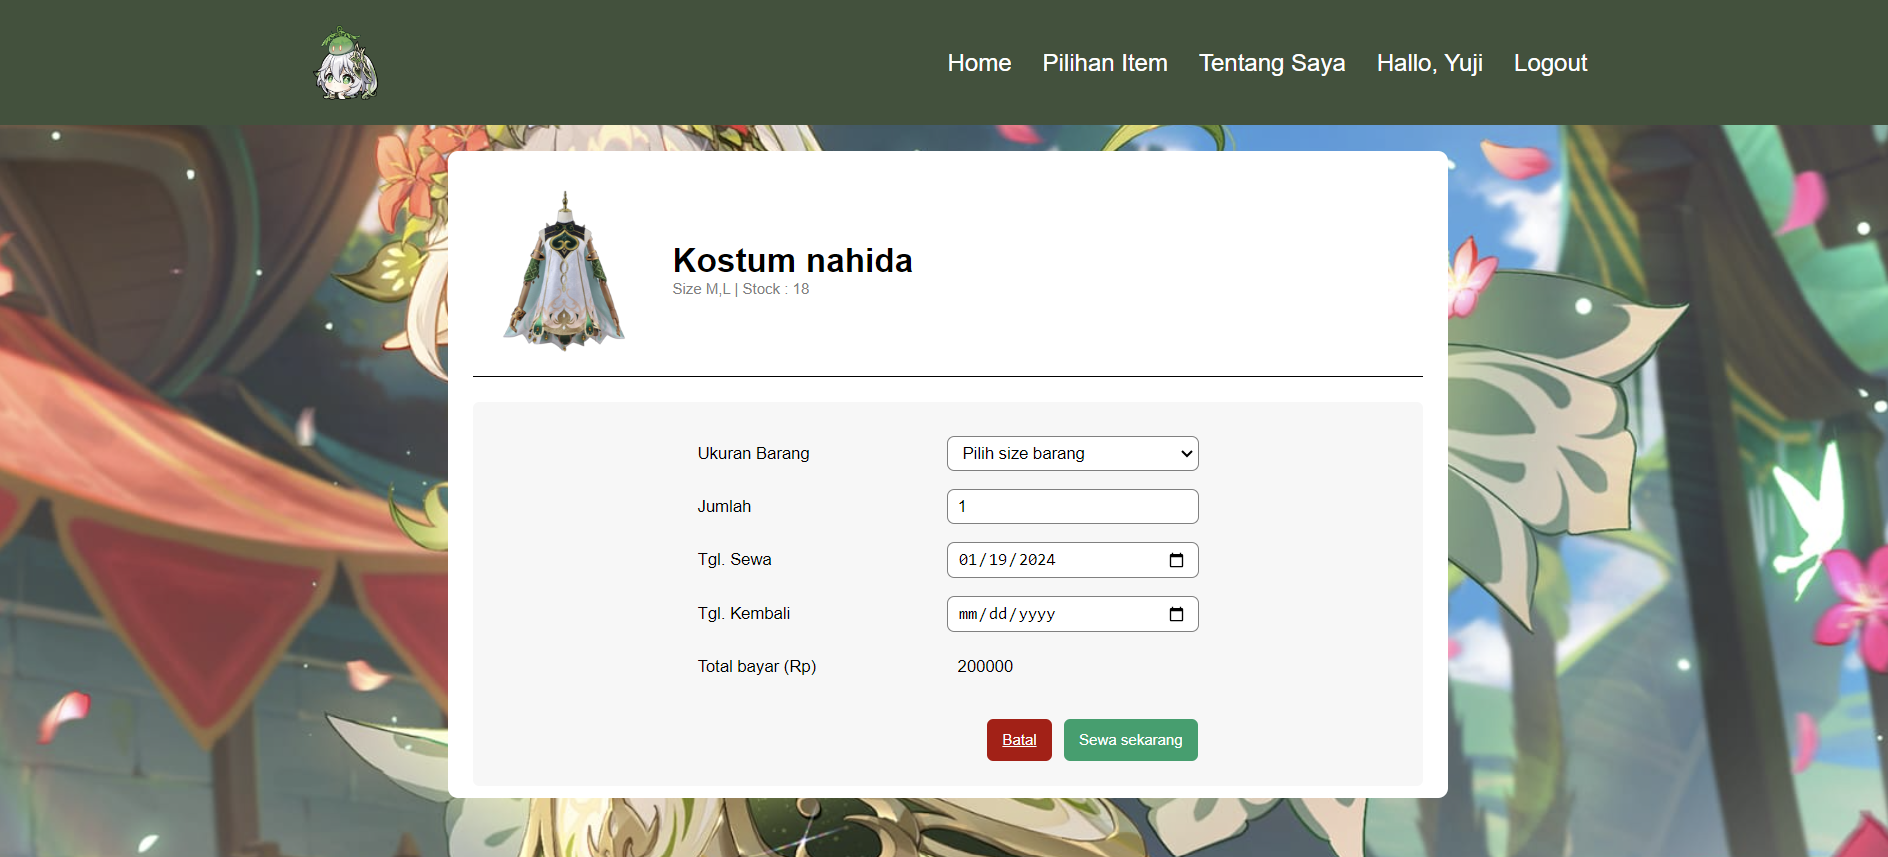 Home Pilihan Item Tentang Saya Hallo, Yuji Logout
Kostum nahida
Size M,L | Stock : 18
Ukuran Barang Pilih size barang
Jumlah 1
Tgl. Sewa 01/19/2024
Tgl. Kembali mm/dd/yyyy
Total bayar (Rp) 200000
Batal Sewa sekarang